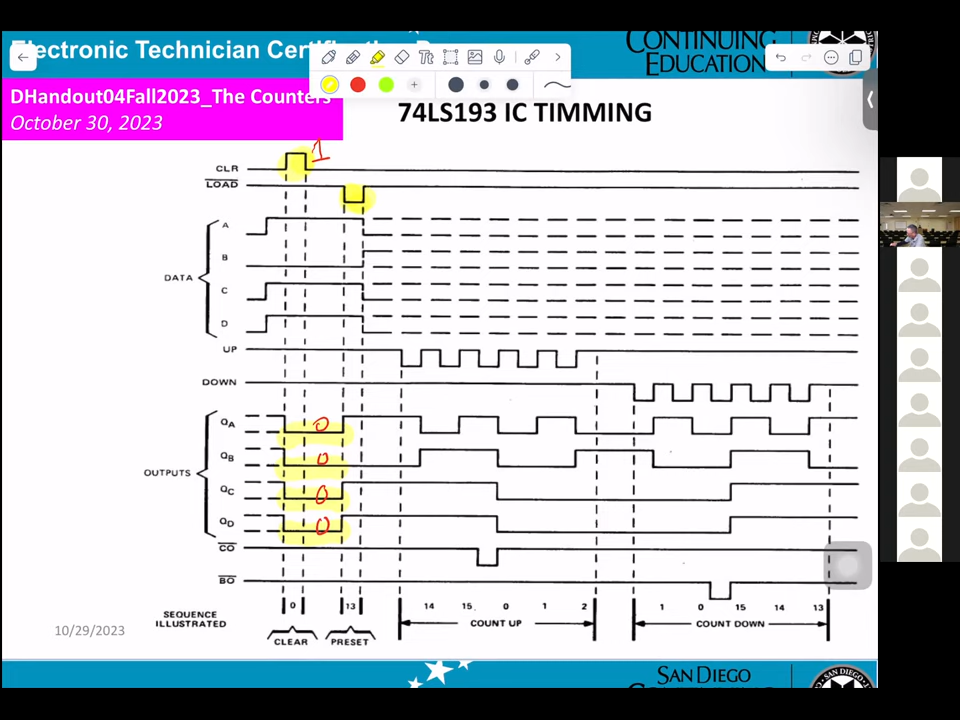 Electronic Technician Certification P
CONTINUING
EDUCATION
DHandout04Fall2023_The Counters
October 30, 2023
74LS193 IC TIMMING
1
CLR
LOAD
A
B
DATA
C
D
UP
DOWN
QA 0
QB 0
OUTPUTS
QC 0
QD 0
CO
BO
SEQUENCE
ILLUSTRATED
0 13 14 15 0 1 2 1 0 15 14 13
COUNT UP COUNT DOWN
CLEAR PRESET
10/29/2023
SAN DIEGO